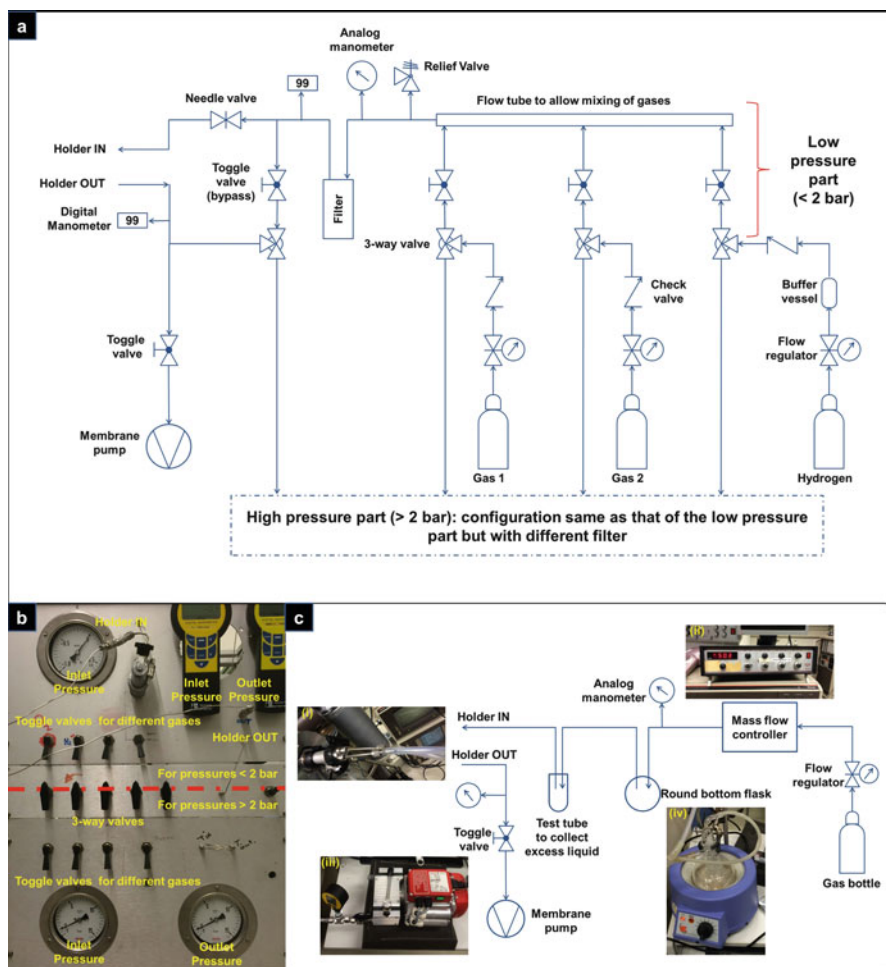 a
Analog
manometer
Relief Valve
99
Needle valve
Flow tube to allow mixing of gases
Holder IN
Low
pressure
part
(< 2 bar)
Toggle
valve
(bypass)
Holder OUT
Filter
Digital
Manometer
99
3-way valve
Check
valve
Buffer
vessel
Toggle
valve
Flow
regulator
Membrane
pump
Gas 1
Gas 2
Hydrogen
High pressure part (> 2 bar): configuration same as that of the low pressure
part but with different filter
b
Holder IN
Inlet
Pressure
Inlet
Pressure
Outlet
Pressure
Toggle valves for different gases
Holder OUT
For pressures < 2 bar
For pressures > 2 bar
3-way valves
Toggle valves for different gases
Inlet
Pressure
Outlet
Pressure
c
(ii)
Analog
manometer
(i)
Holder IN
Mass flow
controller
Holder OUT
Flow
regulator
Round bottom flask
Test tube
to collect
excess liquid
Toggle
valve
(iv)
(iii)
Gas bottle
Membrane
pump